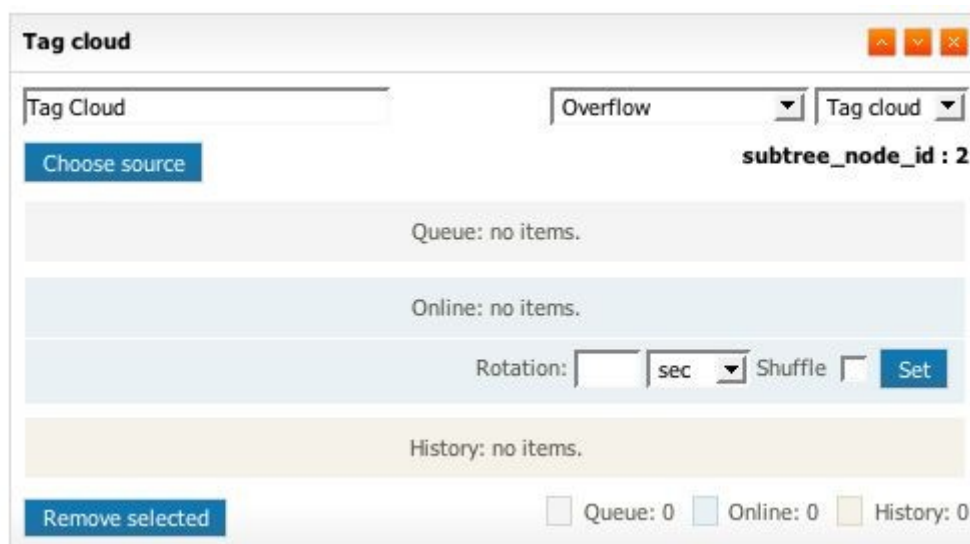 Tag cloud
Tag Cloud Overflow Tag cloud
Choose source subtree_node_id : 2
Queue: no items.
Online: no items.
Rotation: sec Shuffle Set
History: no items.
Remove selected Queue: 0 Online: 0 History: 0